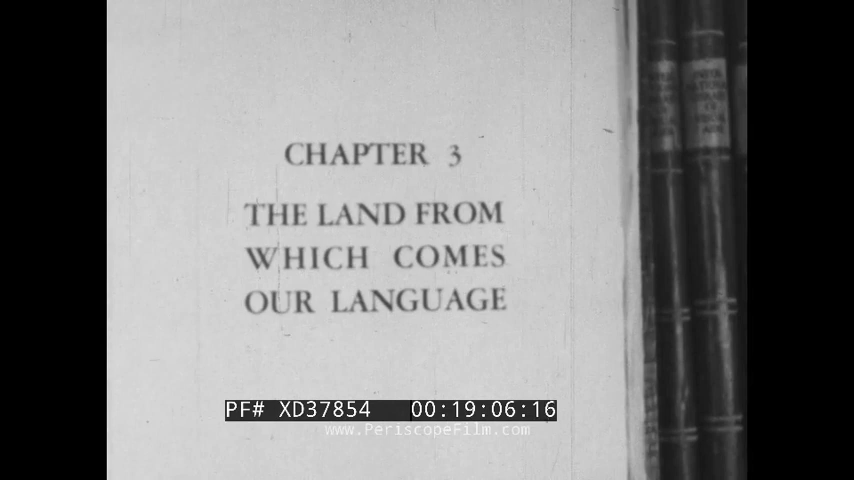 CHAPTER 3
THE LAND FROM
WHICH COMES
OUR LANGUAGE
PF# XD37854 00:19:06:16
www.PeriscopeFilm.com